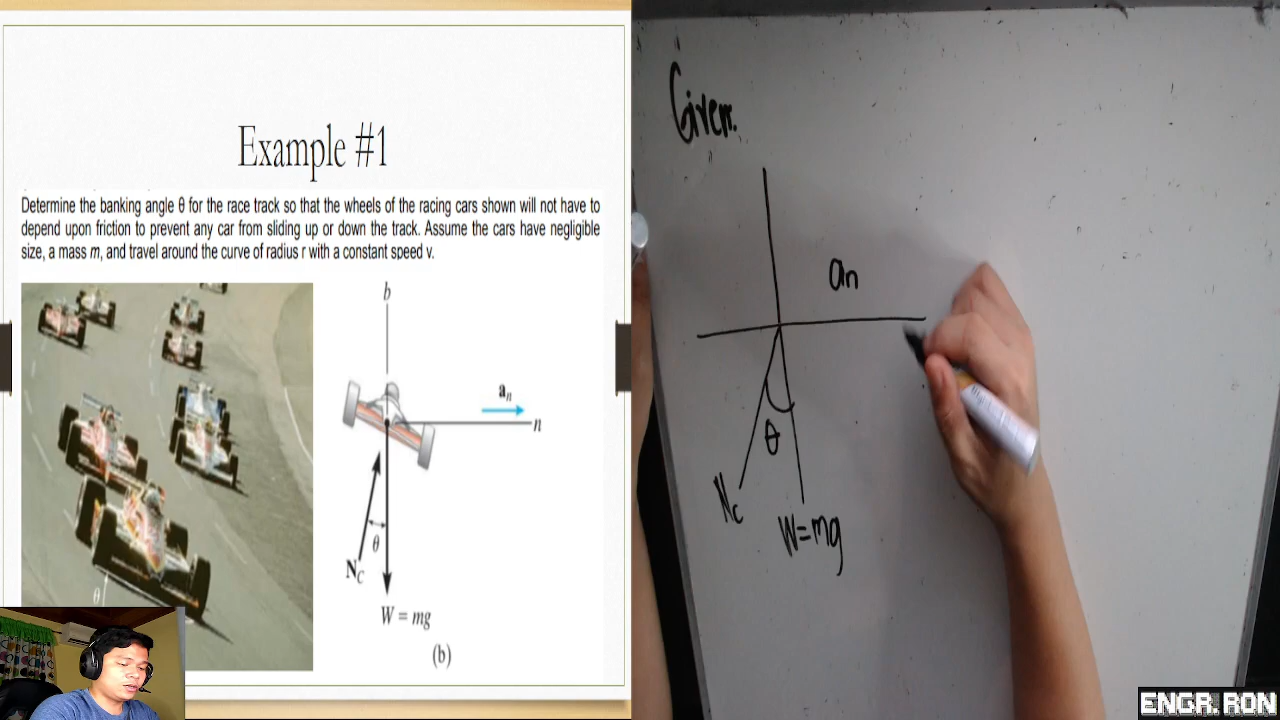 Example #1
Determine the banking angle θ for the race track so that the wheels of the racing cars shown will not have to
depend upon friction to prevent any car from sliding up or down the track. Assume the cars have negligible
size, a mass m, and travel around the curve of radius r with a constant speed v.
b
an
n
θ
NC
W = mg
(b)
θ
Given:
an
θ
Nc
W=mg
ENGR. RON